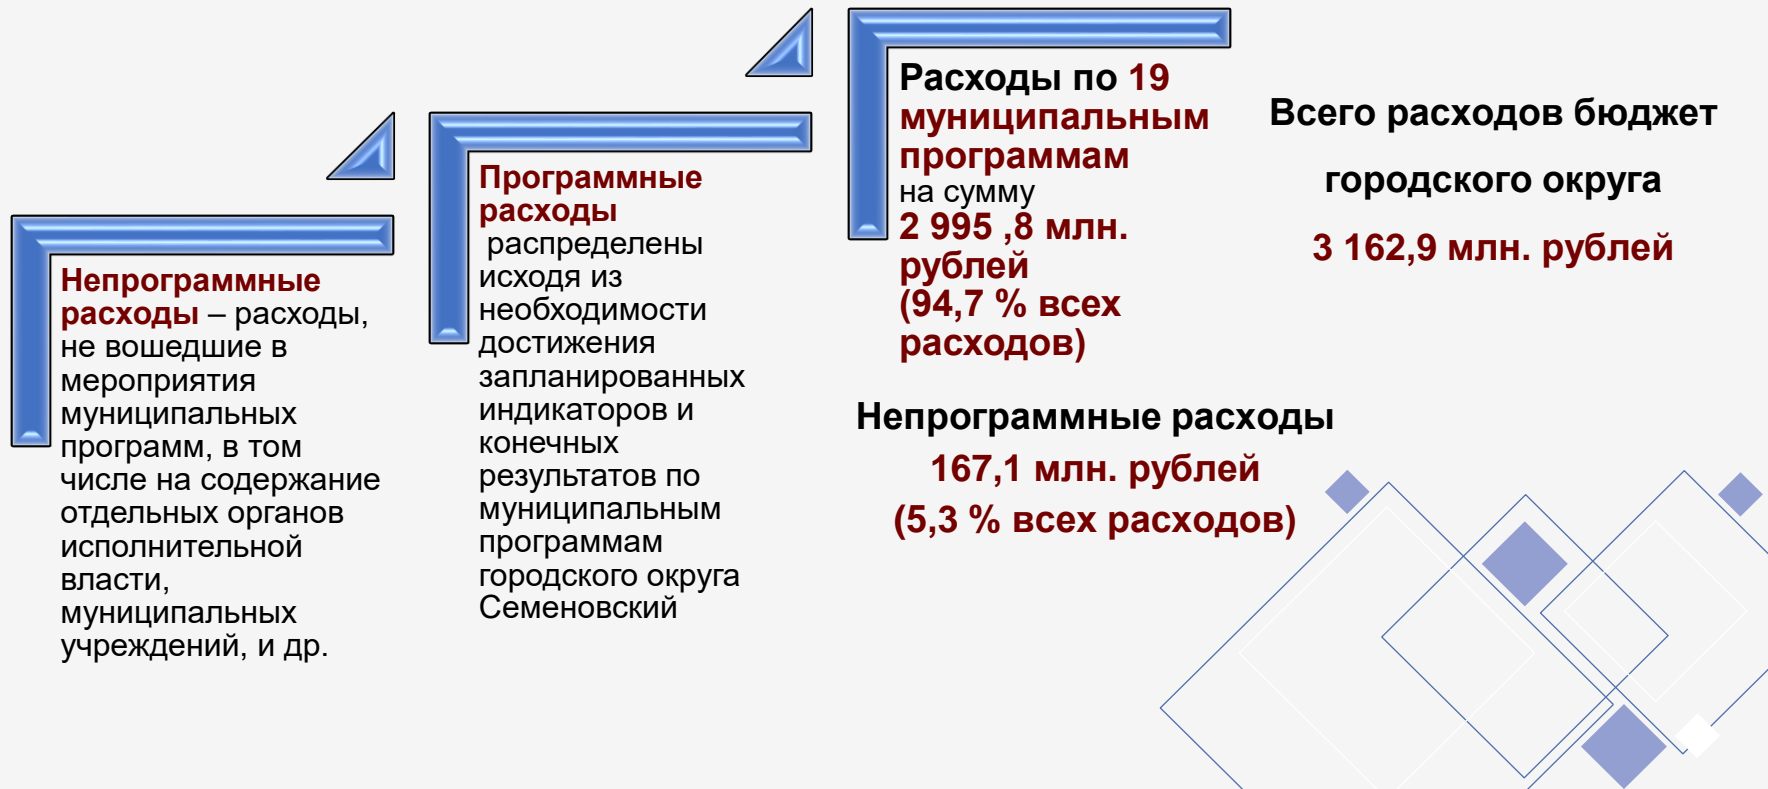 Непрограммные
расходы – расходы,
не вошедшие в
мероприятия
муниципальных
программ, в том
числе на содержание
отдельных органов
исполнительной
власти,
муниципальных
учреждений, и др.
Программные
расходы
распределены
исходя из
необходимости
достижения
запланированных
индикаторов и
конечных
результатов по
муниципальным
программам
городского округа
Семеновский
Расходы по 19
муниципальным
программам
на сумму
2 995 ,8 млн.
рублей
(94,7 % всех
расходов)
Непрограммные расходы
167,1 млн. рублей
(5,3 % всех расходов)
Всего расходов бюджет
городского округа
3 162,9 млн. рублей